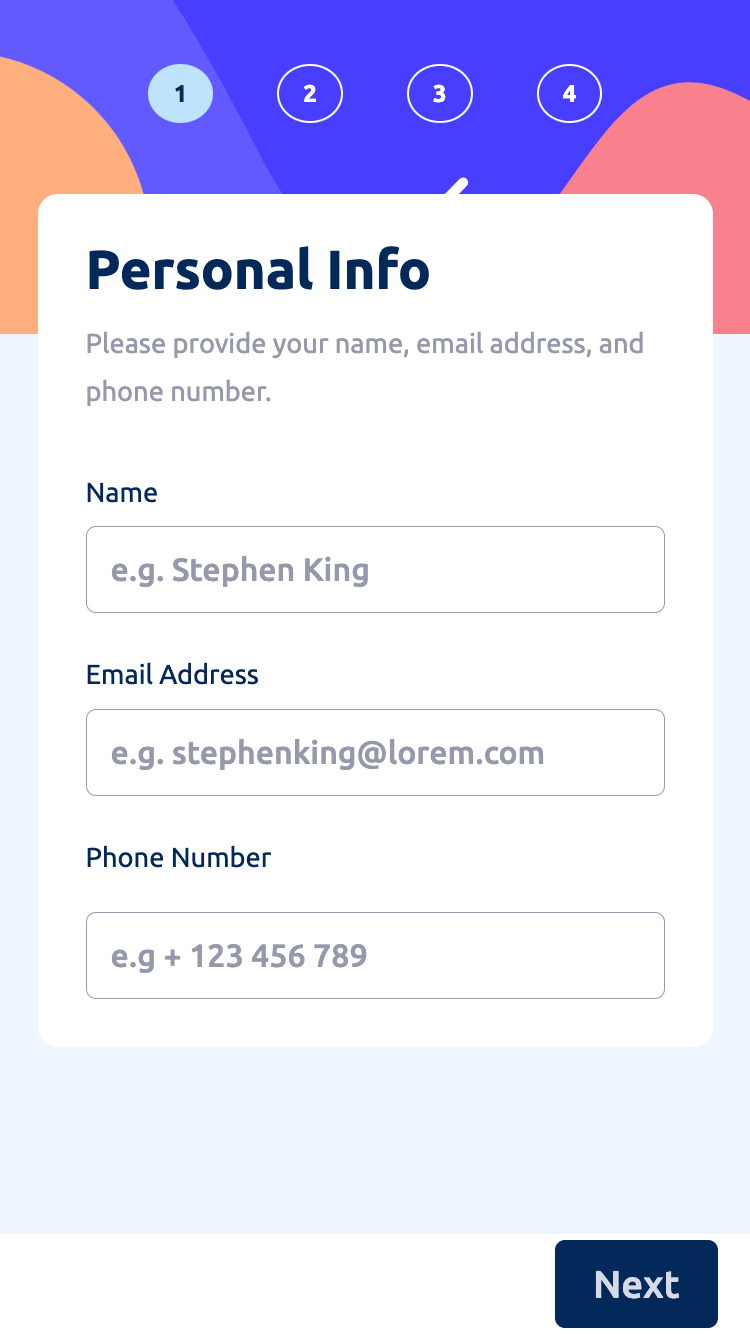 1 2 3 4
Personal Info
Please provide your name, email address, and
phone number.
Name
e.g. Stephen King
Email Address
e.g. stephenking@lorem.com
Phone Number
e.g + 123 456 789
Next